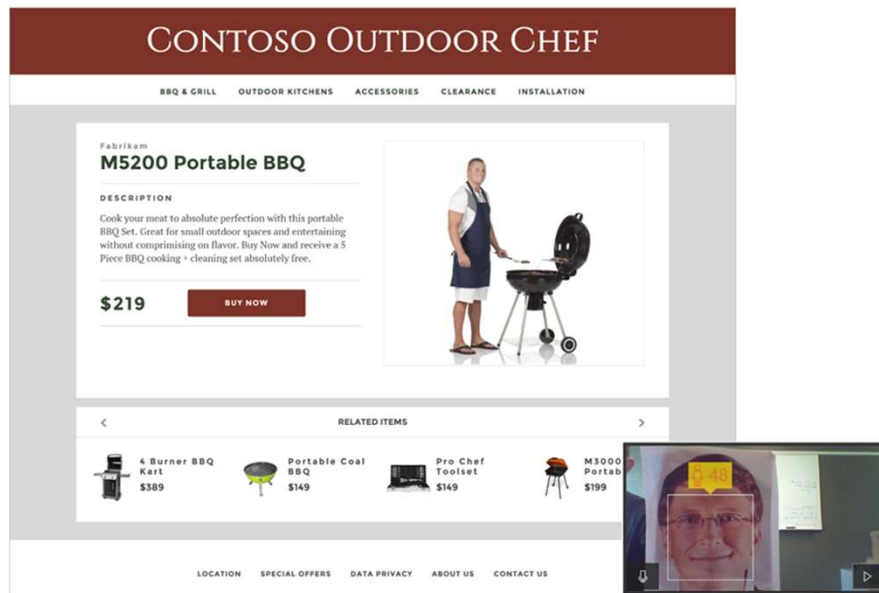 CONTOSO OUTDOOR CHEF
BBQ & GRILL OUTDOOR KITCHENS ACCESSORIES CLEARANCE INSTALLATION
Fabrikam
M5200 Portable BBQ
DESCRIPTION
Cook your meat to absolute perfection with this portable
BBQ Set. Great for small outdoor spaces and entertaining
without comprimising on flavor. Buy Now and receive a 5
Piece BBQ cooking + cleaning set absolutely free.
$219
BUY NOW
RELATED ITEMS
4 Burner BBQ
Kart
$389
Portable Coal
BBQ
$149
Pro Chef
Toolset
$149
M3000
Portab
$199
48
LOCATION SPECIAL OFFERS DATA PRIVACY ABOUT US CONTACT US